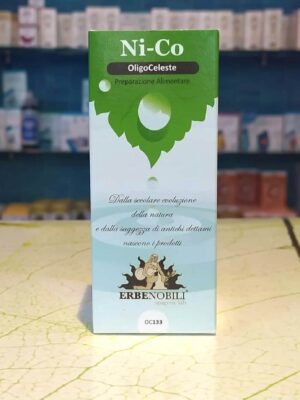 Ni-Co
OligoCeleste
Preparazione Alimentare
Dalla secolare evoluzione
della natura
e dalla saggezza di antichi dettami
nascono i prodotti
ERBENOBILI
OC133